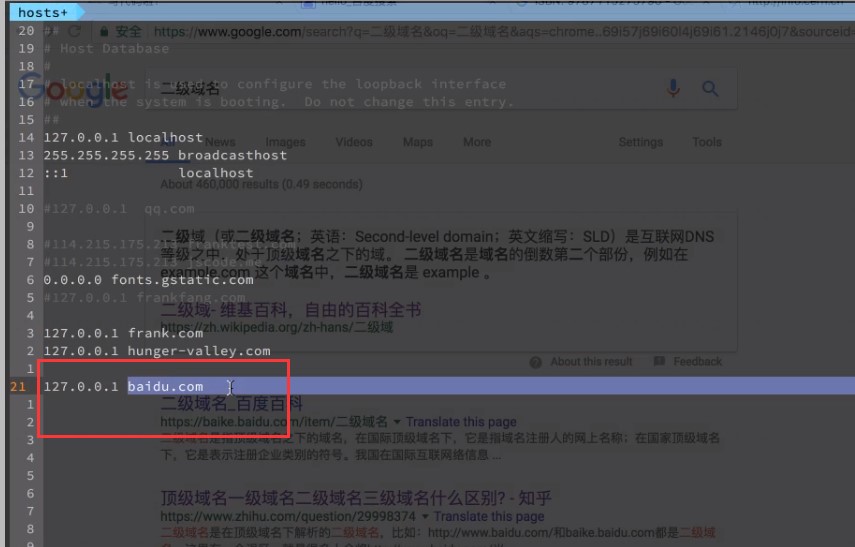 hosts+
安全 https://www.google.com/search?q=二级域名&oq=二级域名&aqs=chrome..69i57j69i60l4j69i61.2146j0j7&sourceid=
20 ##
19 # Host Database
18 #
17 # localhost is used to configure the loopback interface
Google
二级域名
16 # when the system is booting.  Do not change this entry.
15 ##
14 127.0.0.1 localhost
All News Images Videos Maps More Settings Tools
13 255.255.255.255 broadcasthost
12 ::1             localhost
About 460,000 results (0.49 seconds)
11
10 #127.0.0.1  qq.com
9
二级域（或二级域名；英语：Second-level domain；英文缩写：SLD）是互联网DNS
8 #114.215.175.21
等级之中，处于顶级域名之下的域。二级域名是域名的倒数第二个部份，例如在
7 #114.215.175.21
example.com 这个域名中，二级域名是 example 。
6 0.0.0.0 fonts.gstatic.com
5 #127.0.0.1 frankfang.com
二级域- 维基百科，自由的百科全书
4
https://zh.wikipedia.org/zh-hans/二级域
3 127.0.0.1 frank.com
2 127.0.0.1 hunger-valley.com
About this result Feedback
1
21 127.0.0.1 baidu.com
1
二级域名_百度百科
2
https://baike.baidu.com/item/二级域名 Translate this page
3
二级域名是指顶级域名之下的域名，在国际顶级域名下，它是指域名注册人的网上名称；在国家顶级域名
4
下，它是表示注册企业类别的符号。我国在国际互联网络信息 ...
5
6
顶级域名一级域名二级域名三级域名什么区别? - 知乎
7
https://www.zhihu.com/question/29998374 Translate this page
8
二级域名是在顶级域名下解析的二级域名，比如：http://www.baidu.com/和baike.baidu.com都是二级域